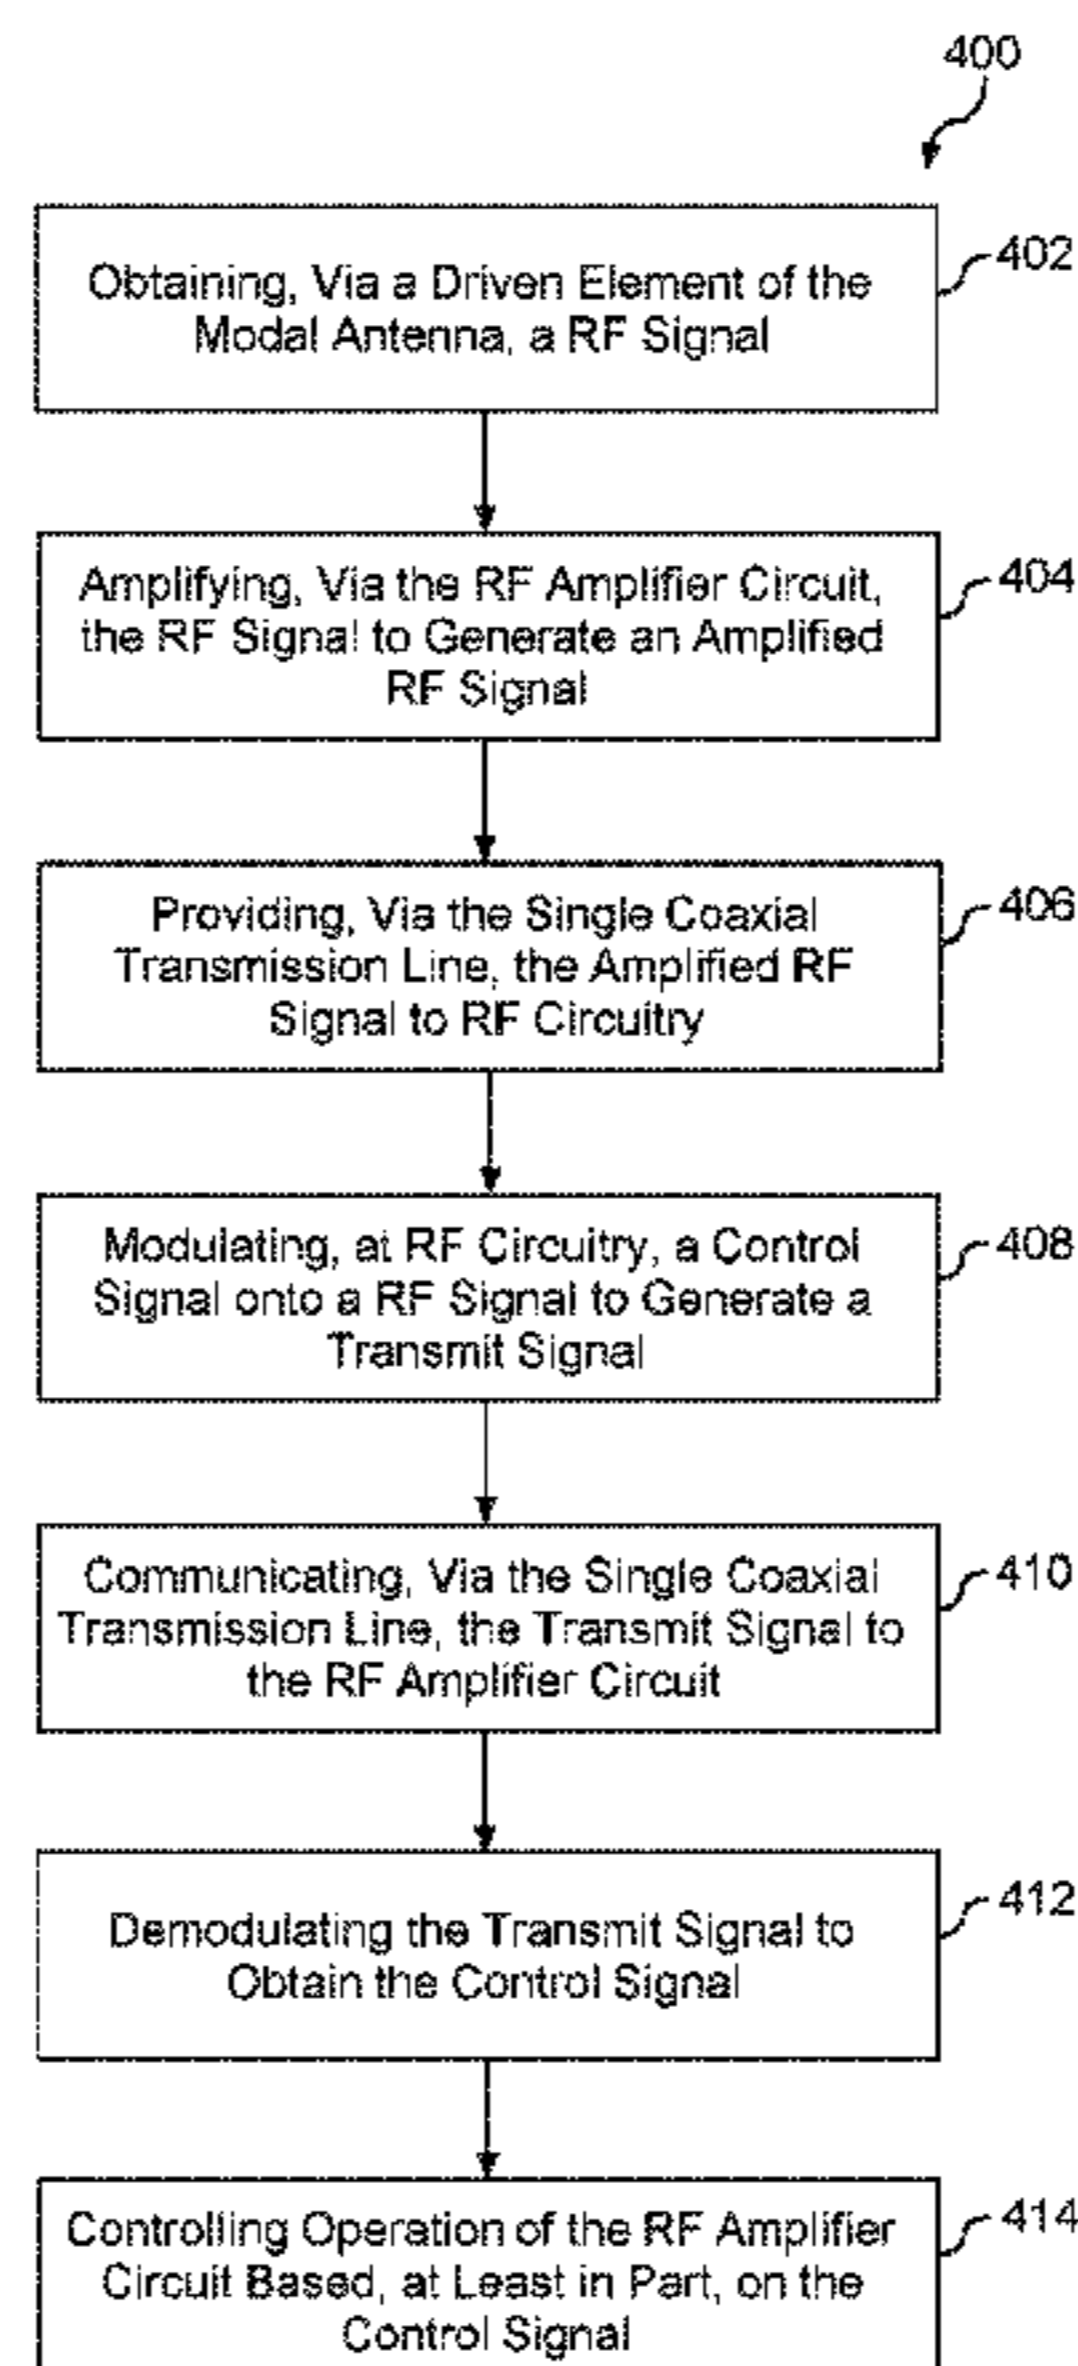 400
Obtaining, Via a Driven Element of the
Modal Antenna, a RF Signal
402
Amplifying, Via the RF Amplifier Circuit,
the RF Signal to Generate an Amplified
RF Signal
404
Providing, Via the Single Coaxial
Transmission Line, the Amplified RF
Signal to RF Circuitry
406
Modulating, at RF Circuitry, a Control
Signal onto a RF Signal to Generate a
Transmit Signal
408
Communicating, Via the Single Coaxial
Transmission Line, the Transmit Signal to
the RF Amplifier Circuit
410
Demodulating the Transmit Signal to
Obtain the Control Signal
412
Controlling Operation of the RF Amplifier
Circuit Based, at Least in Part, on the
Control Signal
414